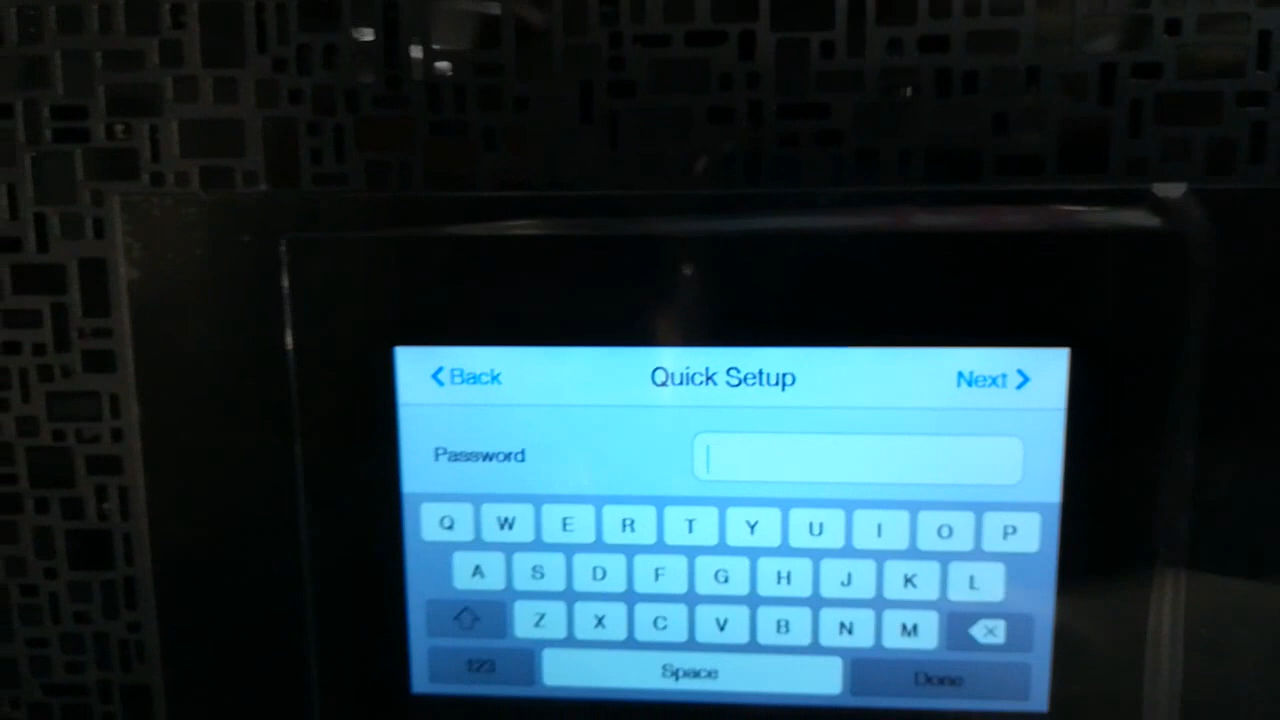 Back Quick Setup Next
Password
Q W E R T Y U I O P
A S D F G H J K L
Z X C V B N M
123 Space Done